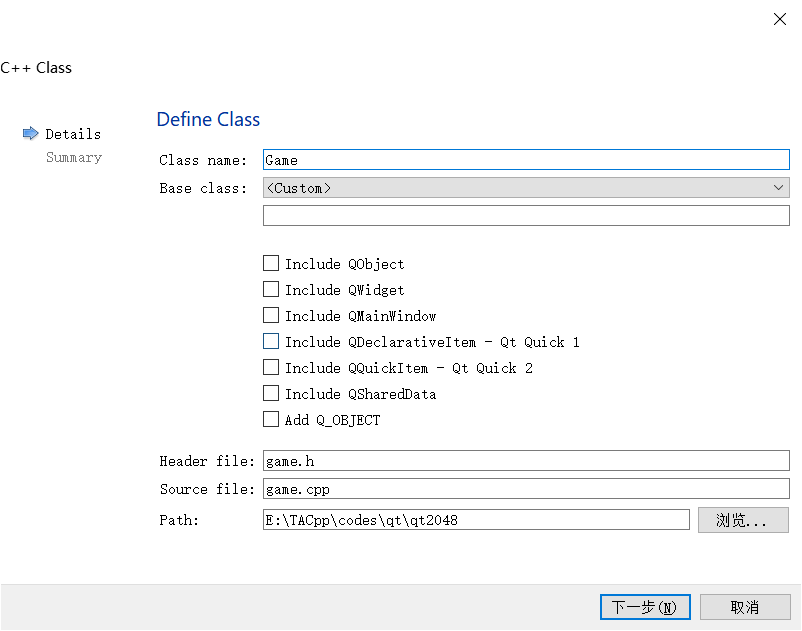 C++ Class
Details
Summary
Define Class
Class name: Game
Base class: <Custom>
Include QObject
Include QWidget
Include QMainWindow
Include QDeclarativeItem - Qt Quick 1
Include QQuickItem - Qt Quick 2
Include QSharedData
Add Q_OBJECT
Header file: game.h
Source file: game.cpp
Path: E:\TACpp\codes\qt\qt2048 浏览...
下一步(N) 取消